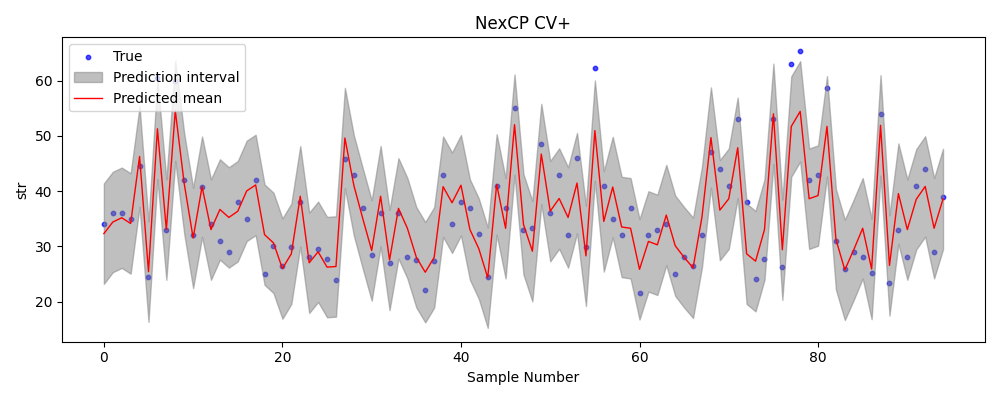 NexCP CV+
True
Prediction interval
Predicted mean
60
50
40
30
20
str
0
20
40
60
80
Sample Number